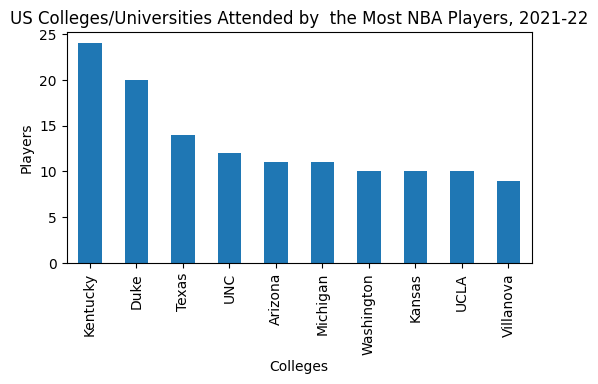 US Colleges/Universities Attended by  the Most NBA Players, 2021-22
25
20
15
10
5
0
Players
Kentucky
Duke
Texas
UNC
Arizona
Michigan
Washington
Kansas
UCLA
Villanova
Colleges